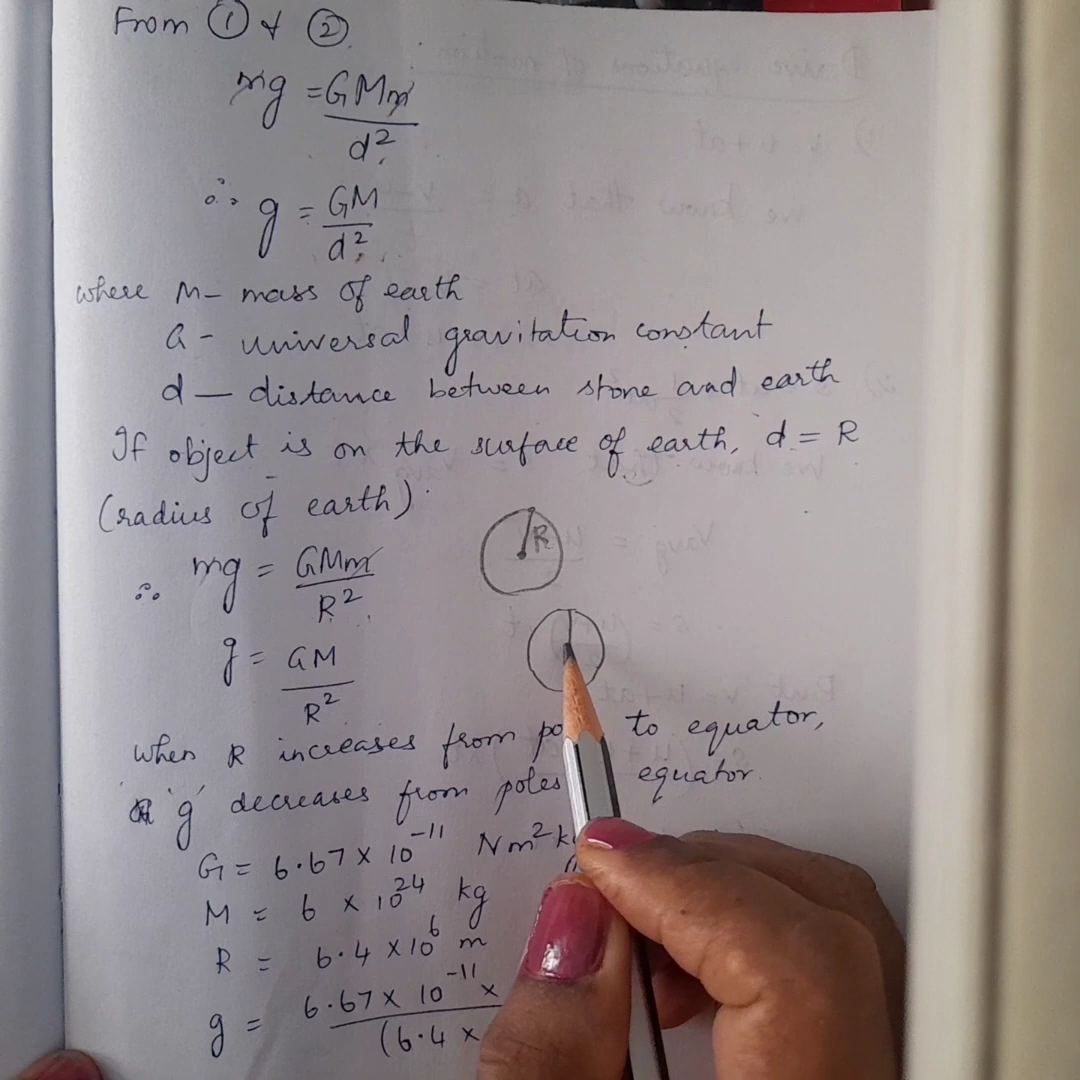 From ① & ②
mg = GMm
d²
∴ g = GM
d²
where M – mass of earth
G – universal gravitation constant
d — distance between stone and earth
If object is on the surface of earth, d = R
(radius of earth)
R
∴ mg = GMm
R²
g = GM
R²
when R increases from to equator,
'g' decreases from poles equator.
G = 6.67 × 10⁻¹¹ Nm²
M = 6 × 10²⁴ kg
R = 6.4 × 10⁶ m
g = 6.67 × 10⁻¹¹ ×
(6.4 ×